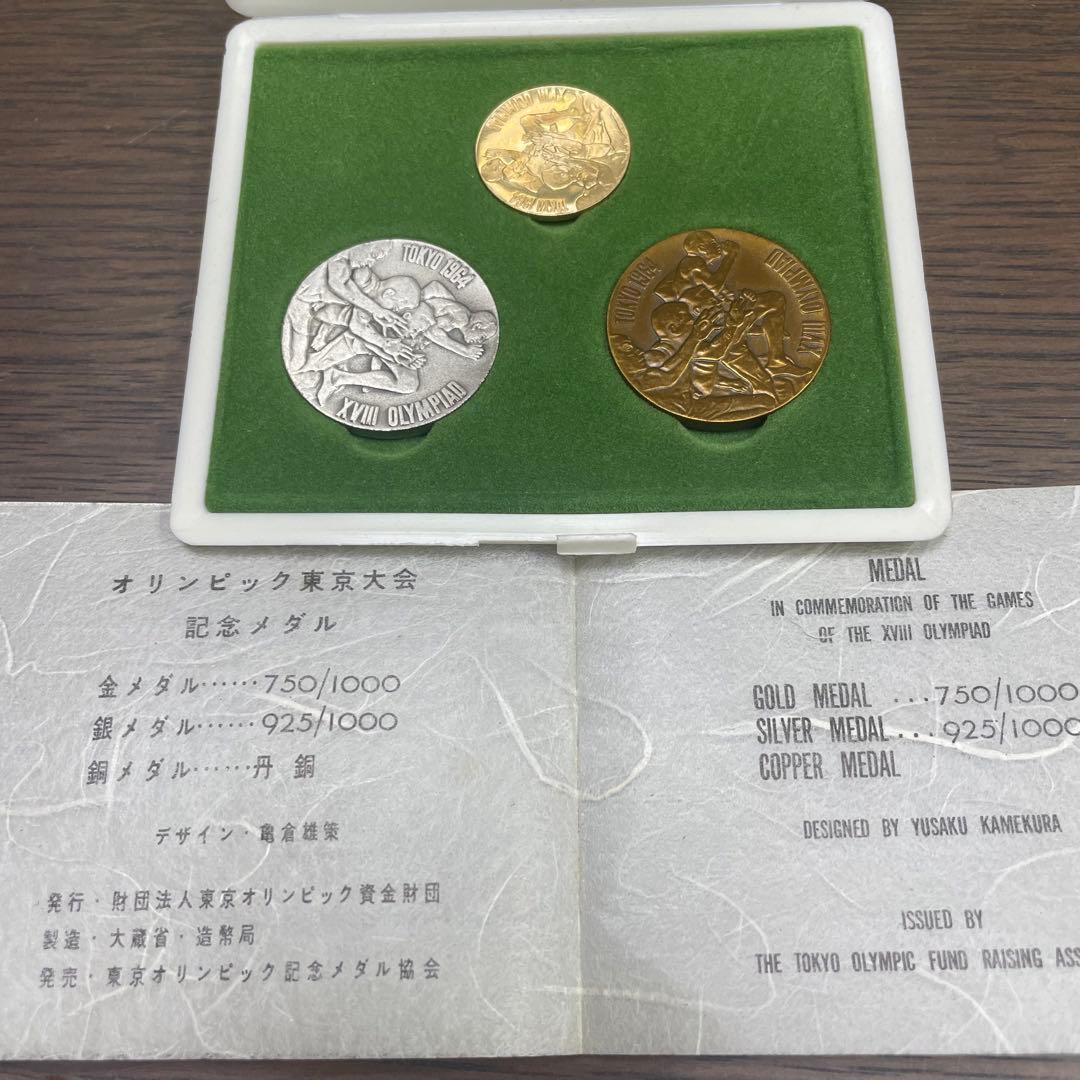 XVIII OLYMPIAD
TOKYO 1964
TOKYO 1964
XVIII OLYMPIAD
TOKYO 1964
XVIII OLYMPIAD
オリンピック東京大会
記念メダル
金メダル……750/1000
銀メダル……925/1000
銅メダル……丹銅
デザイン・亀倉雄策
発行・財団法人東京オリンピック資金財団
製造・大蔵省・造幣局
発売・東京オリンピック記念メダル協会
MEDAL
IN COMMEMORATION OF THE GAMES
OF THE XVIII OLYMPIAD
GOLD MEDAL ...750/1000
SILVER MEDAL...925/1000
COPPER MEDAL
DESIGNED BY YUSAKU KAMEKURA
ISSUED BY
THE TOKYO OLYMPIC FUND RAISING ASS